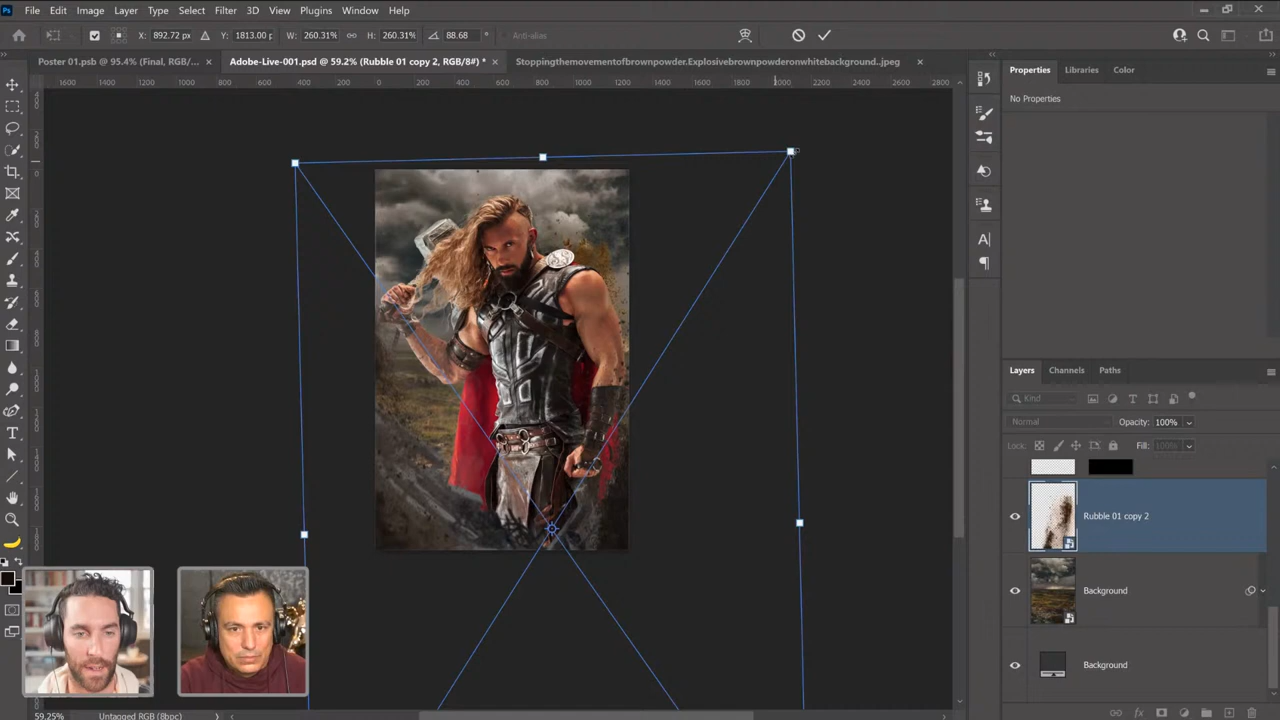 Ps File Edit Image Layer Type Select Filter 3D View Plugins Window Help
X: 892.72 px Y: 1813.00 p W: 260.31% H: 260.31% 88.68 ° Anti-alias
Poster 01.psb @ 95.4% (Final, RGB/... × Adobe-Live-001.psd @ 59.2% (Rubble 01 copy 2, RGB/8#) * × Stoppingthemovementofbrownpowder.Explosivebrownpowderonwhitebackground..jpeg ×
1600 1400 1200 1000 800 600 400 200 0 200 400 600 800 1000 1200 1400 1600 1800 2000 2200 2400 2600 2800
Properties Libraries Color
No Properties
Layers Channels Paths
Kind
Normal Opacity: 100%
Lock: Fill: 100%
Rubble 01 copy 2
Background
Background
59.25% Untagged RGB (8bpc)